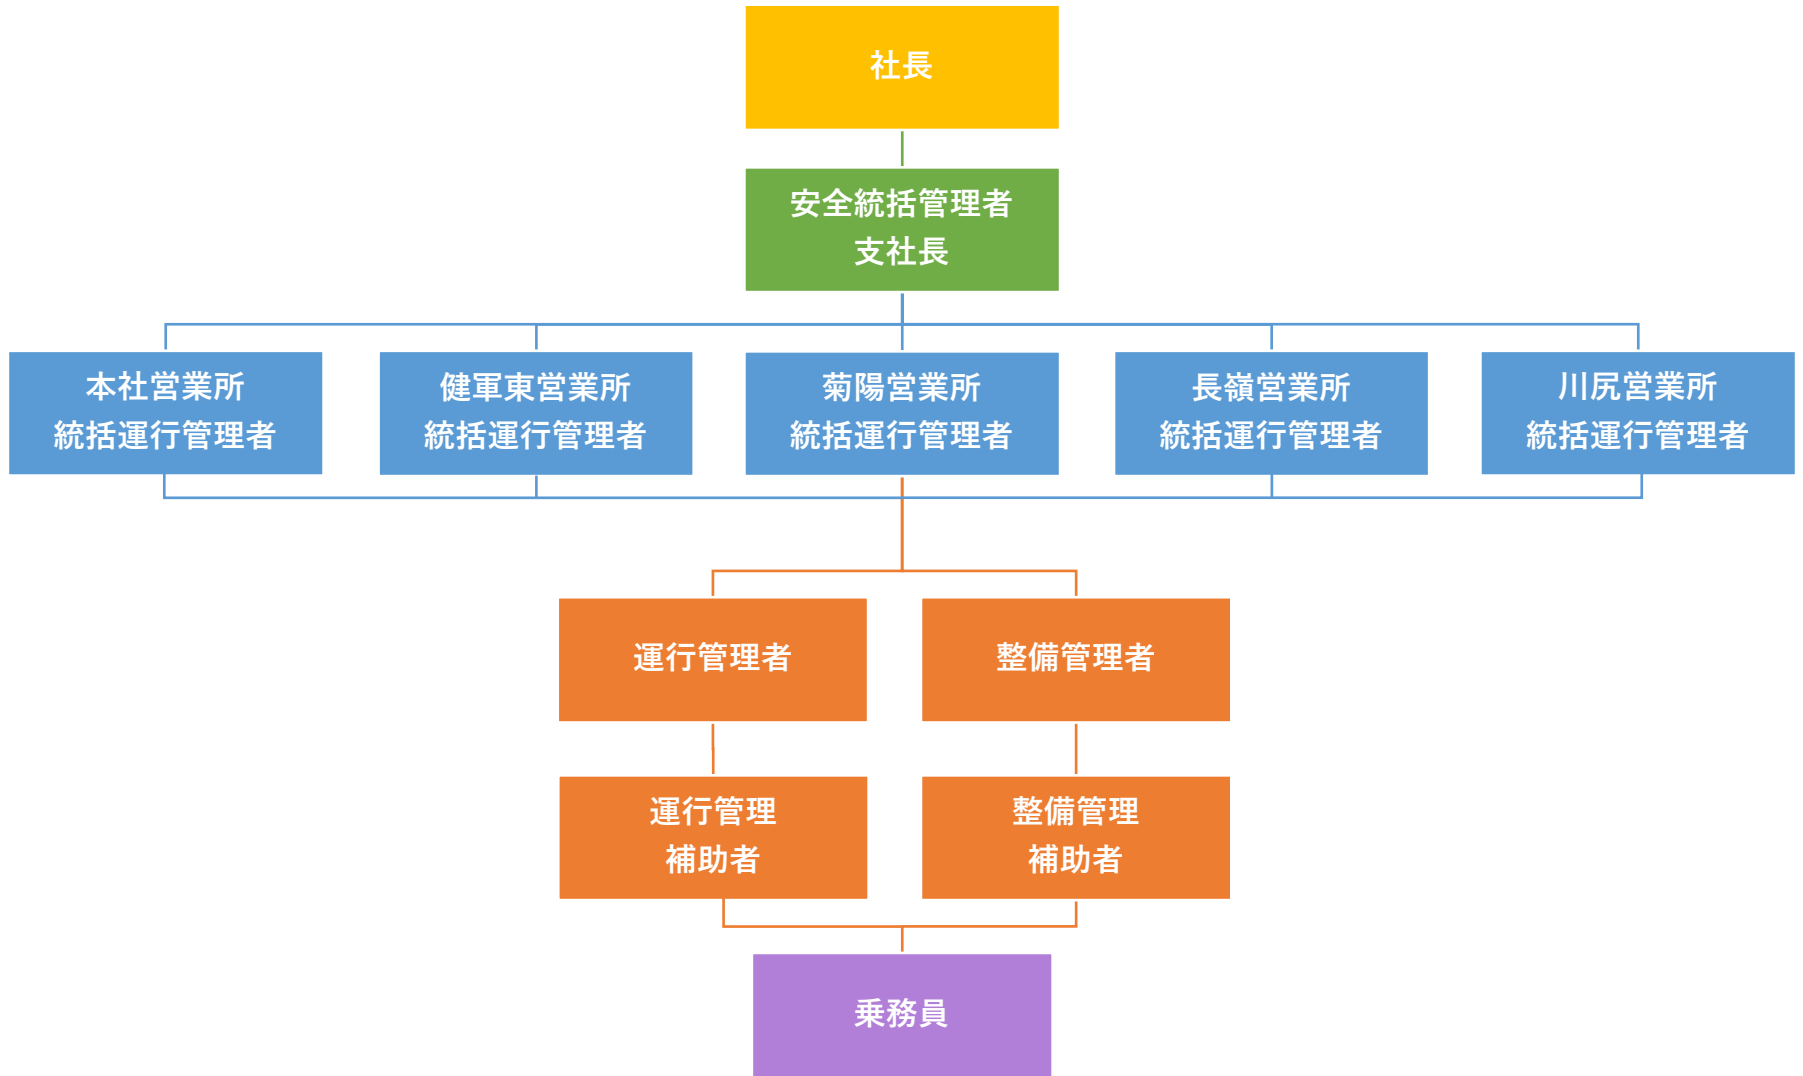 社長
安全統括管理者
支社長
本社営業所
統括運行管理者
健軍東営業所
統括運行管理者
菊陽営業所
統括運行管理者
長嶺営業所
統括運行管理者
川尻営業所
統括運行管理者
運行管理者
整備管理者
運行管理
補助者
整備管理
補助者
乗務員